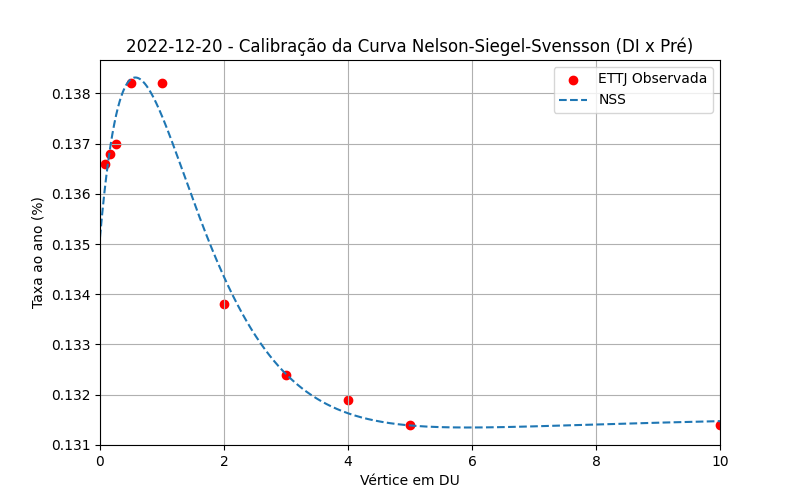 2022-12-20 - Calibração da Curva Nelson-Siegel-Svensson (DI x Pré)
ETTJ Observada
NSS
Taxa ao ano (%)
0.138
0.137
0.136
0.135
0.134
0.133
0.132
0.131
0 2 4 6 8 10
Vértice em DU